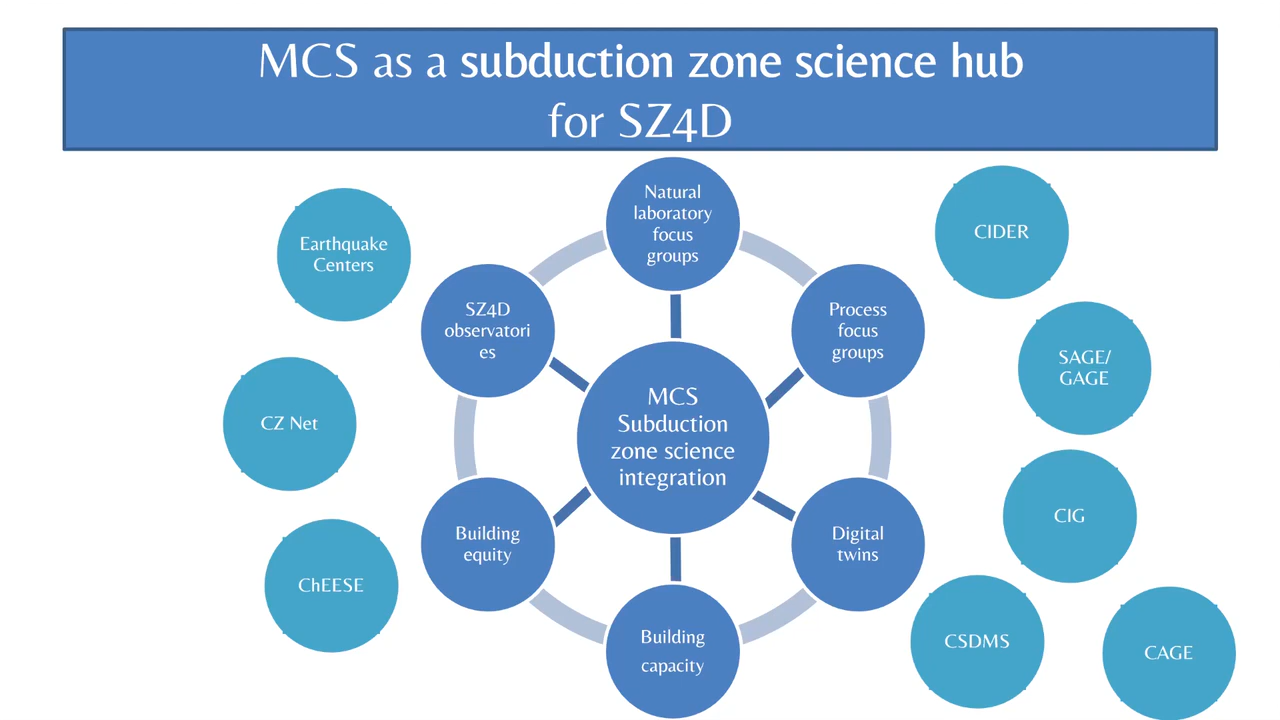 MCS as a subduction zone science hub
for SZ4D
Natural
laboratory
focus
groups
Process
focus
groups
Digital
twins
Building
capacity
Building
equity
SZ4D
observatori
es
MCS
Subduction
zone science
integration
Earthquake
Centers
CZ Net
ChEESE
CIDER
SAGE/
GAGE
CIG
CSDMS
CAGE